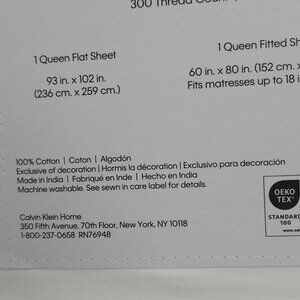 300 Thread Count
1 Queen Flat Sheet
93 in. x 102 in.
(236 cm. x 259 cm.)
1 Queen Fitted Sh
60 in. x 80 in. (152 cm. x
Fits matresses up to 18 i
100% Cotton | Coton | Algodón
Exclusive of decoration | Hormis la décoration | Exclusivo para decoración
Made in India | Fabriqué en Inde | Hecho en India
Machine washable. See sewn in care label for details.
Calvin Klein Home
350 Fifth Avenue, 70th Floor, New York, NY 10118
1-800-237-0658 RN76948
OEKO
TEX®
STANDARD
100